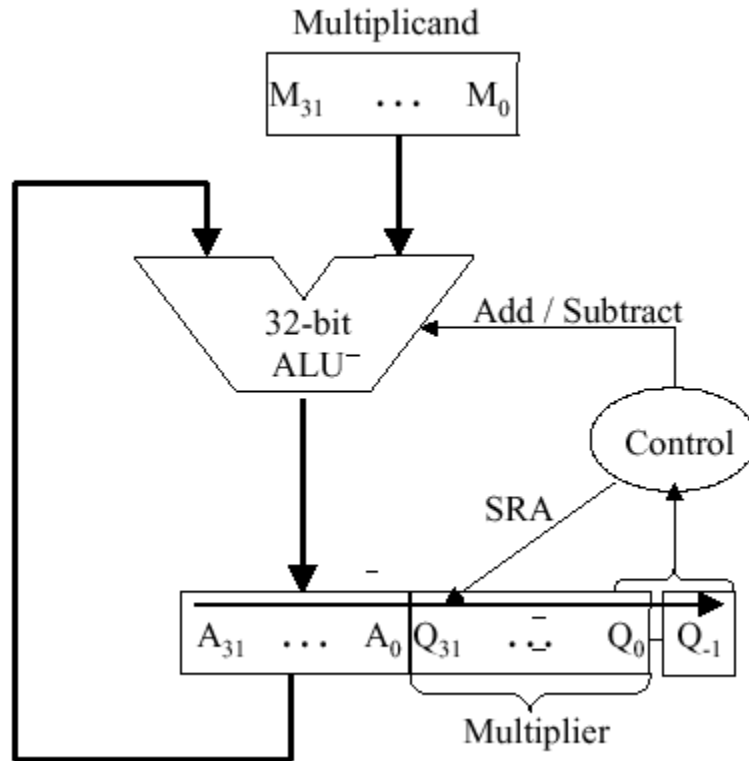 Multiplicand
M31 ... M0
32-bit
ALU
Add / Subtract
Control
SRA
A31 ... A0 Q31 ... Q0 Q-1
Multiplier